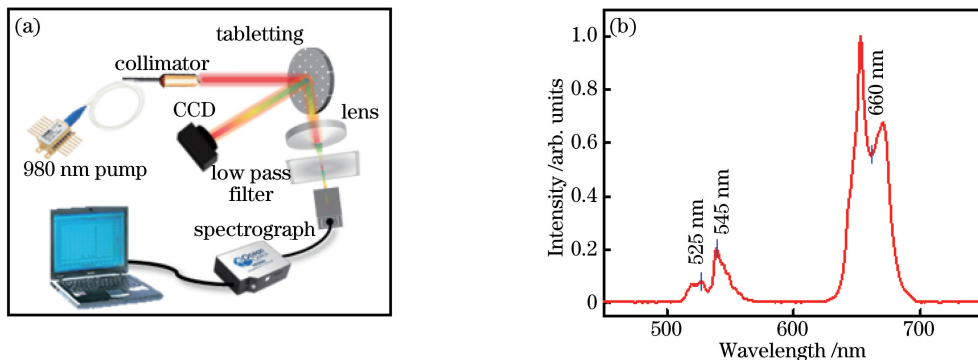 (a)
tabletting
collimator
CCD
lens
980 nm pump
low pass
filter
spectrograph
Ocean
(b)
Intensity /arb. units
1.0
0.8
0.6
0.4
0.2
0
525 nm
545 nm
660 nm
500
600
700
Wavelength /nm